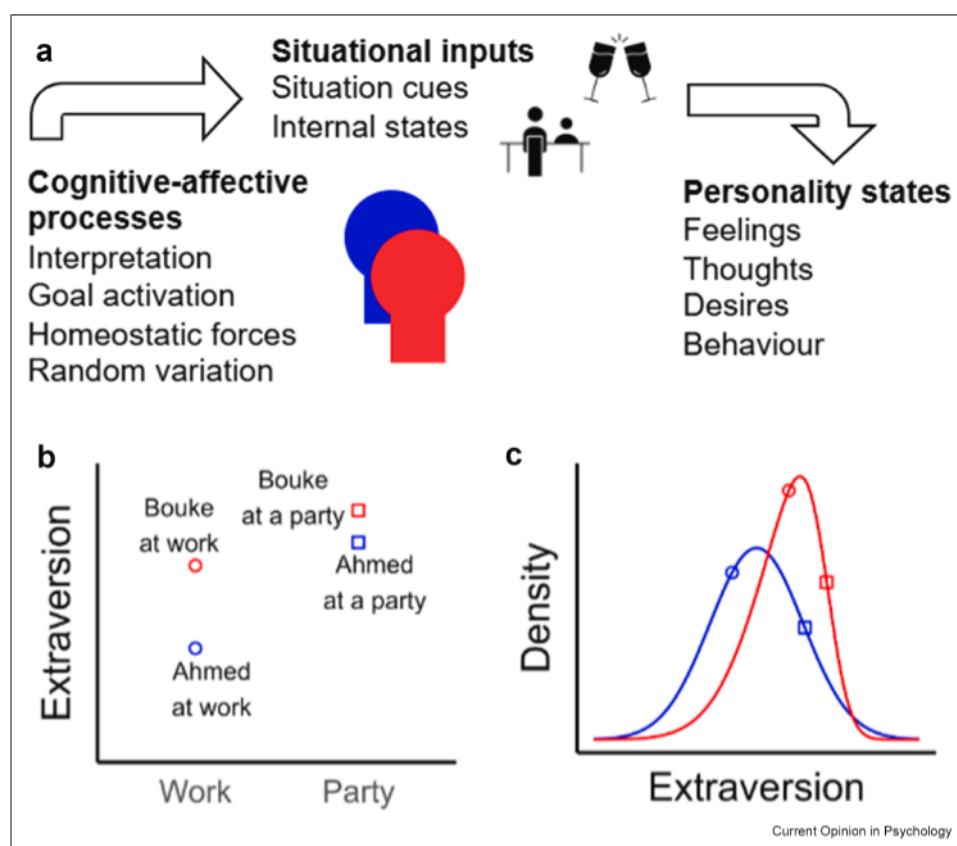 a
Situational inputs
Situation cues
Internal states
Cognitive-affective
processes
Interpretation
Goal activation
Homeostatic forces
Random variation
Personality states
Feelings
Thoughts
Desires
Behaviour
b
Extraversion
Bouke
at work
Bouke
at a party
Ahmed
at a party
Ahmed
at work
Work
Party
c
Density
Extraversion
Current Opinion in Psychology